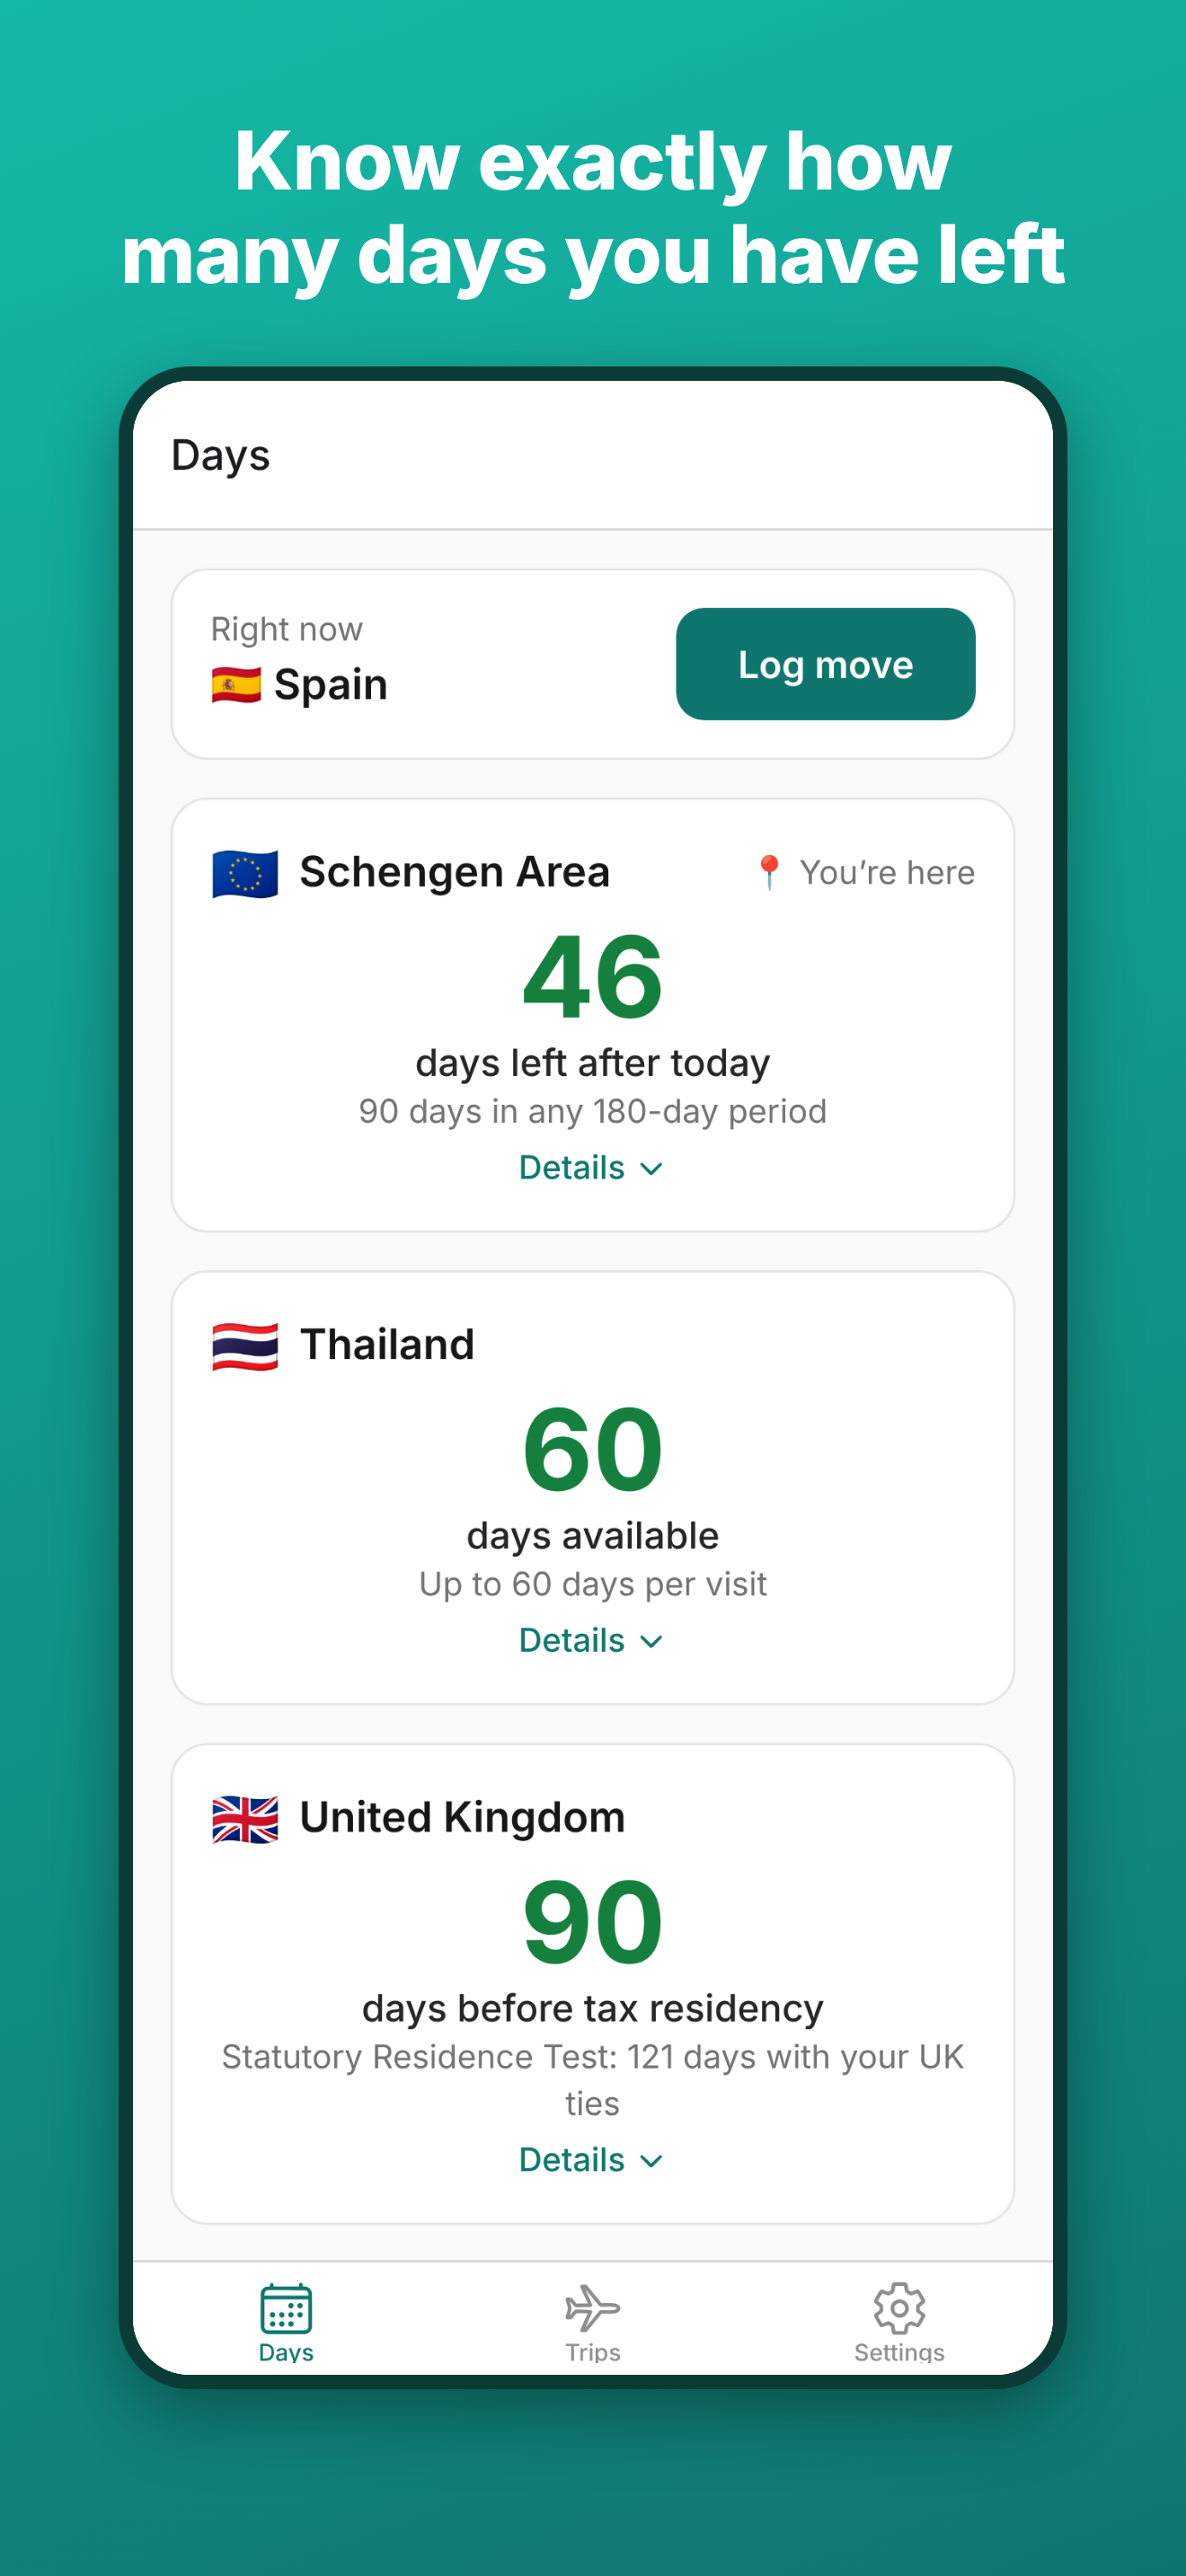 Know exactly how
many days you have left
Days
Right now
Spain
Log move
Schengen Area
You’re here
46
days left after today
90 days in any 180-day period
Details
Thailand
60
days available
Up to 60 days per visit
Details
United Kingdom
90
days before tax residency
Statutory Residence Test: 121 days with your UK
ties
Details
Days
Trips
Settings